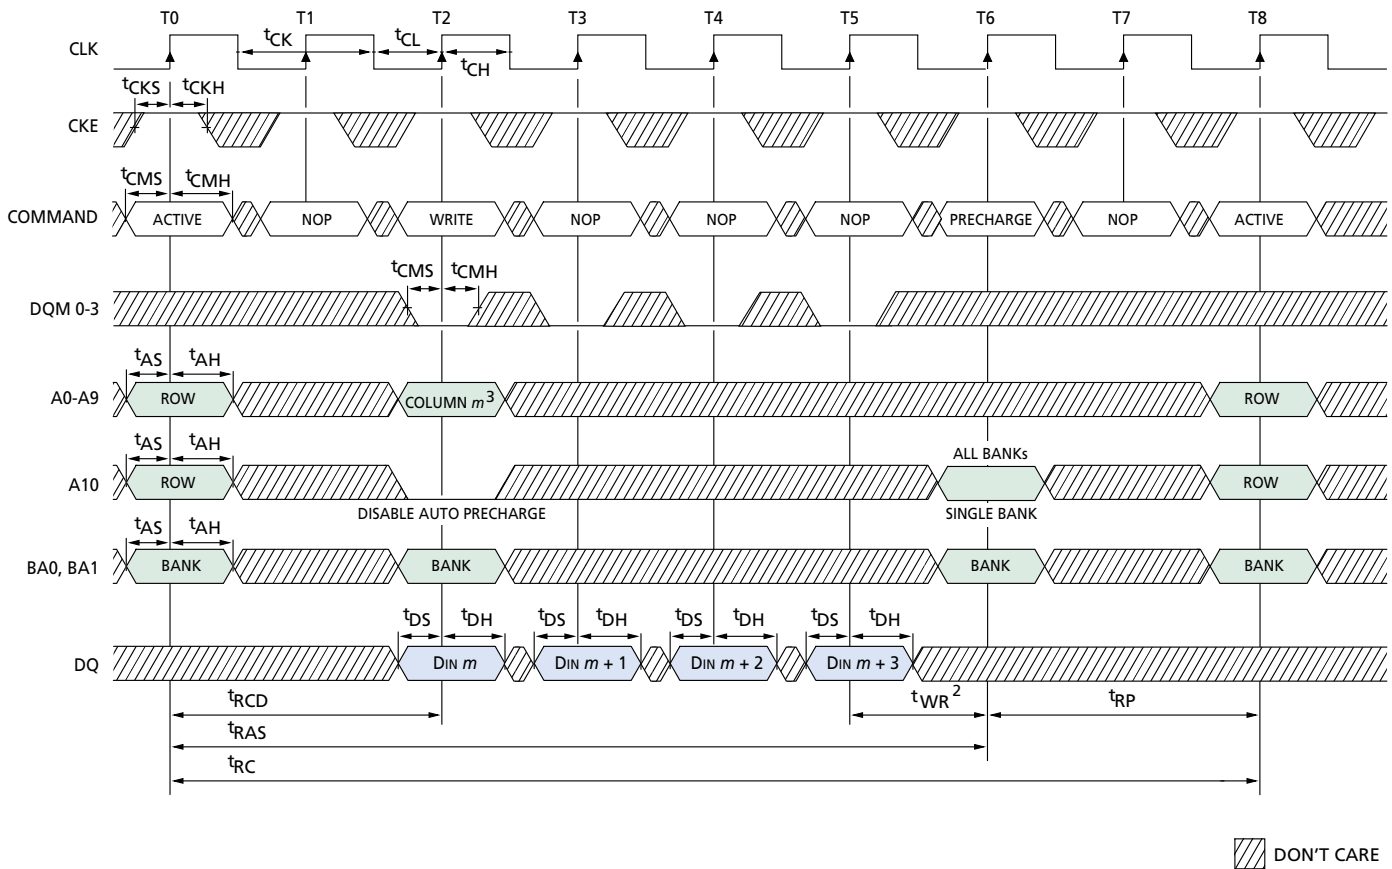 T0 T1 T2 T3 T4 T5 T6 T7 T8
CLK tCK tCL tCH
tCKS tCKH
CKE
tCMS tCMH
COMMAND ACTIVE NOP WRITE NOP NOP NOP PRECHARGE NOP ACTIVE
tCMS tCMH
DQM 0-3
tAS tAH
A0-A9 ROW COLUMN m3 ROW
tAS tAH ALL BANKs
A10 ROW ROW
DISABLE AUTO PRECHARGE SINGLE BANK
tAS tAH
BA0, BA1 BANK BANK BANK BANK
tDS tDH tDS tDH tDS tDH tDS tDH
DQ DIN m DIN m + 1 DIN m + 2 DIN m + 3
tRCD tWR2 tRP
tRAS
tRC
DON'T CARE